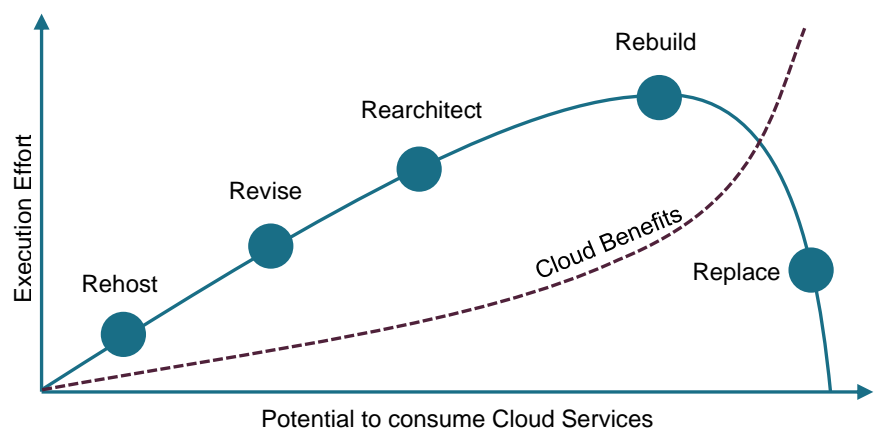 Rebuild
Rearchitect
Revise
Rehost
Replace
Cloud Benefits
Execution Effort
Potential to consume Cloud Services